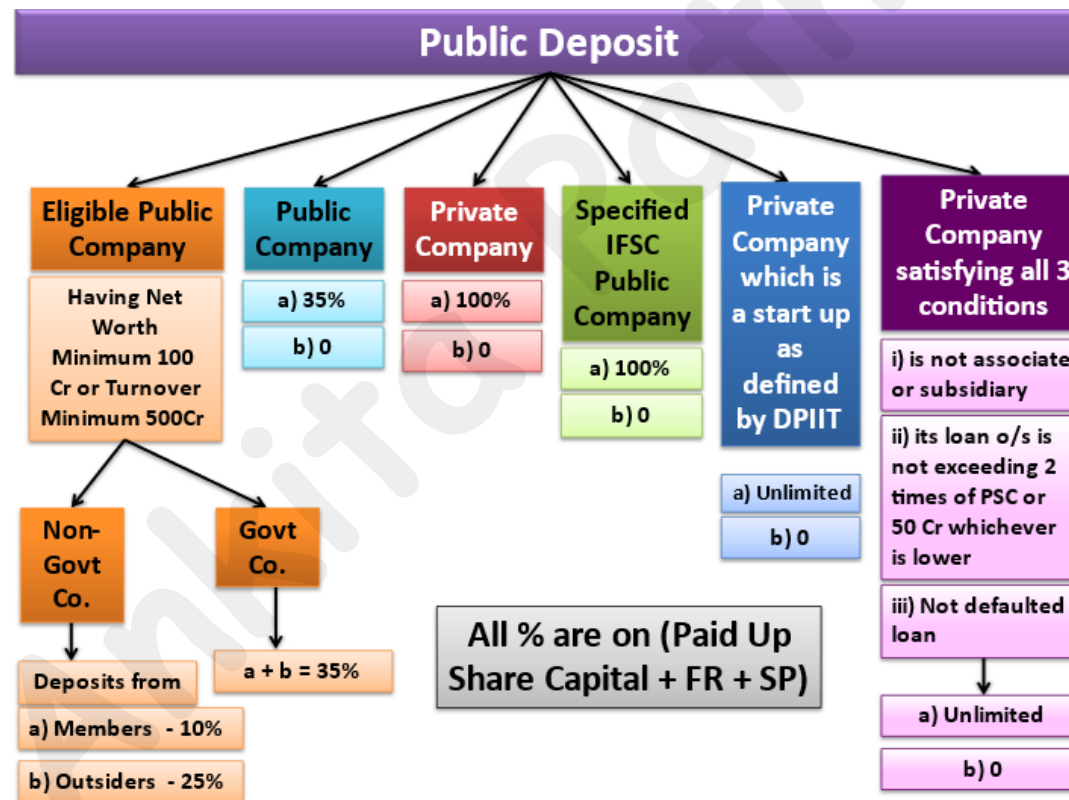 Public Deposit
Eligible Public
Company
Having Net
Worth
Minimum 100
Cr or Turnover
Minimum 500Cr
Non-
Govt
Co.
Deposits from
a) Members - 10%
b) Outsiders - 25%
Govt
Co.
a + b = 35%
Public
Company
a) 35%
b) 0
Private
Company
a) 100%
b) 0
Specified
IFSC
Public
Company
a) 100%
b) 0
Private
Company
which is
a start up
as
defined
by DPIIT
a) Unlimited
b) 0
Private
Company
satisfying all 3
conditions
i) is not associate
or subsidiary
ii) its loan o/s is
not exceeding 2
times of PSC or
50 Cr whichever
is lower
iii) Not defaulted
loan
a) Unlimited
b) 0
All % are on (Paid Up
Share Capital + FR + SP)
Ankita